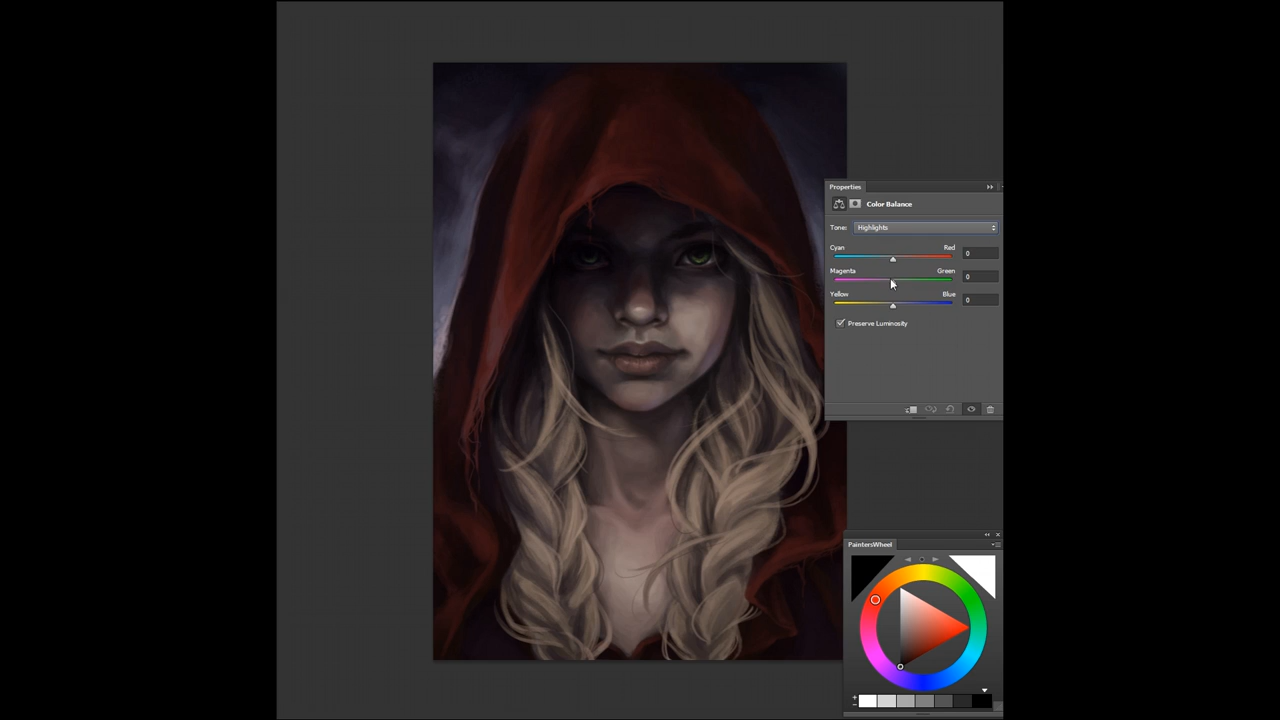 Properties
Color Balance
Tone: Highlights
Cyan Red 0
Magenta Green 0
Yellow Blue 0
Preserve Luminosity
PaintersWheel